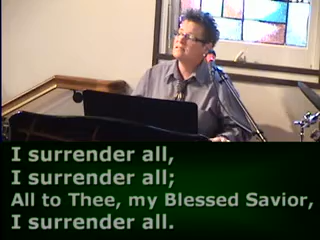 I surrender all,
I surrender all;
All to Thee, my Blessed Savior,
I surrender all.